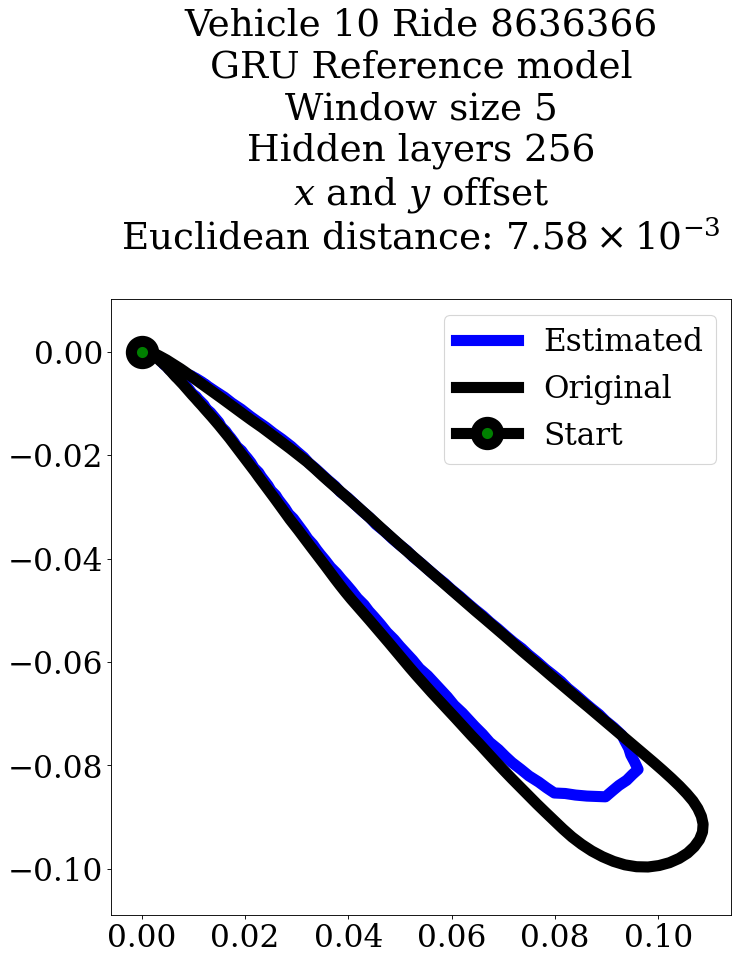 Vehicle 10 Ride 8636366
GRU Reference model
Window size 5
Hidden layers 256
x and y offset
Euclidean distance: 7.58 × 10⁻³
Estimated
Original
Start
0.00
−0.02
−0.04
−0.06
−0.08
−0.10
0.00 0.02 0.04 0.06 0.08 0.10